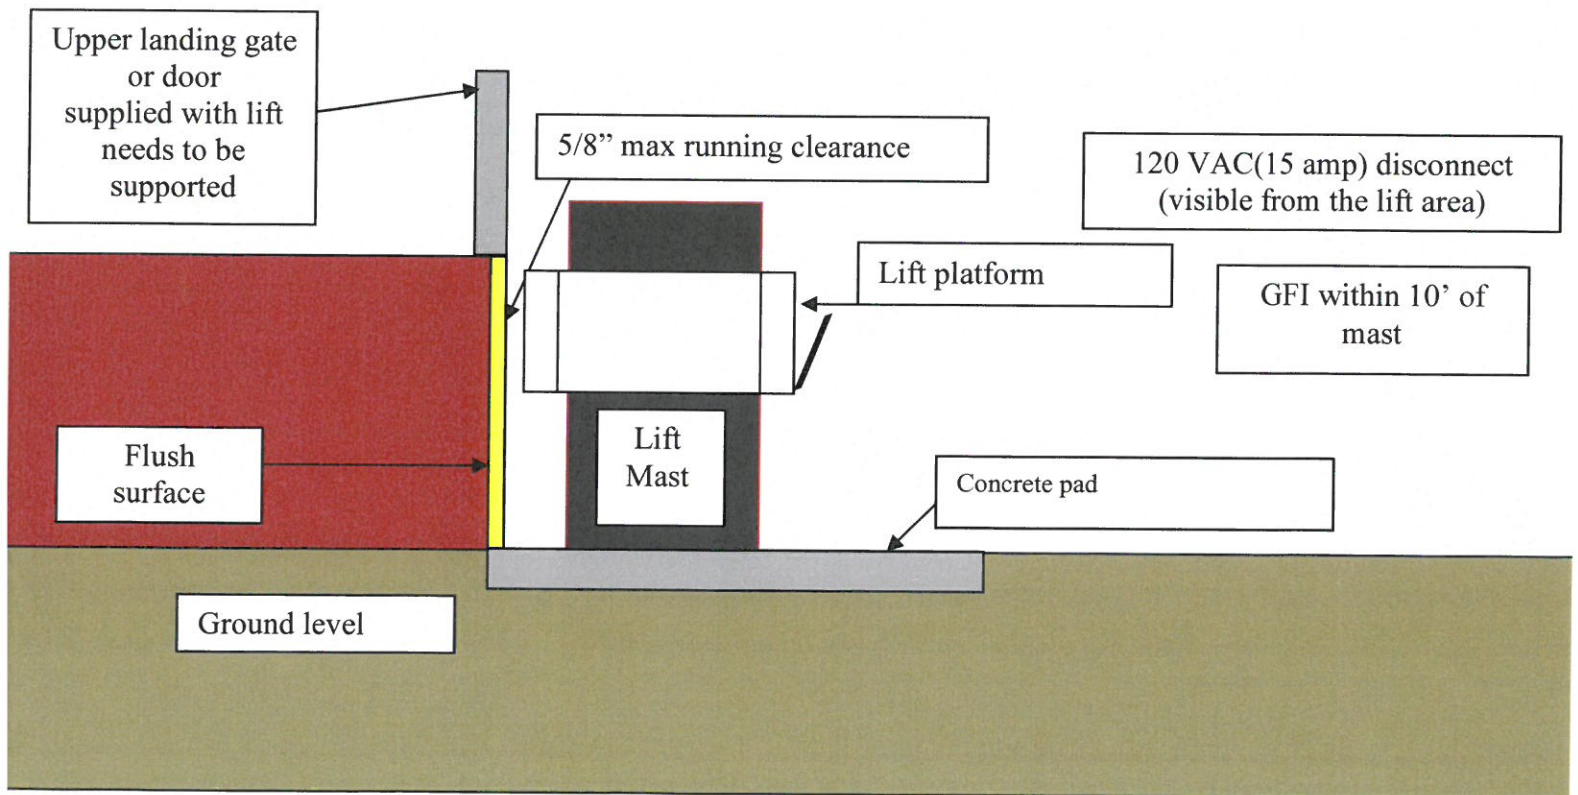 Upper landing gate
or door
supplied with lift
needs to be
supported
5/8” max running clearance
120 VAC(15 amp) disconnect
(visible from the lift area)
Lift platform
GFI within 10’ of
mast
Flush
surface
Lift
Mast
Concrete pad
Ground level